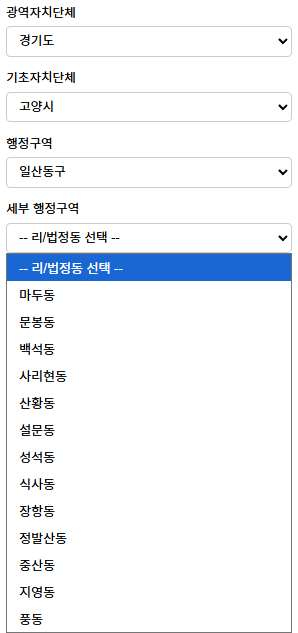 광역자치단체
경기도
기초자치단체
고양시
행정구역
일산동구
세부 행정구역
-- 리/법정동 선택 --
-- 리/법정동 선택 --
마두동
문봉동
백석동
사리현동
산황동
설문동
성석동
식사동
장항동
정발산동
중산동
지영동
풍동